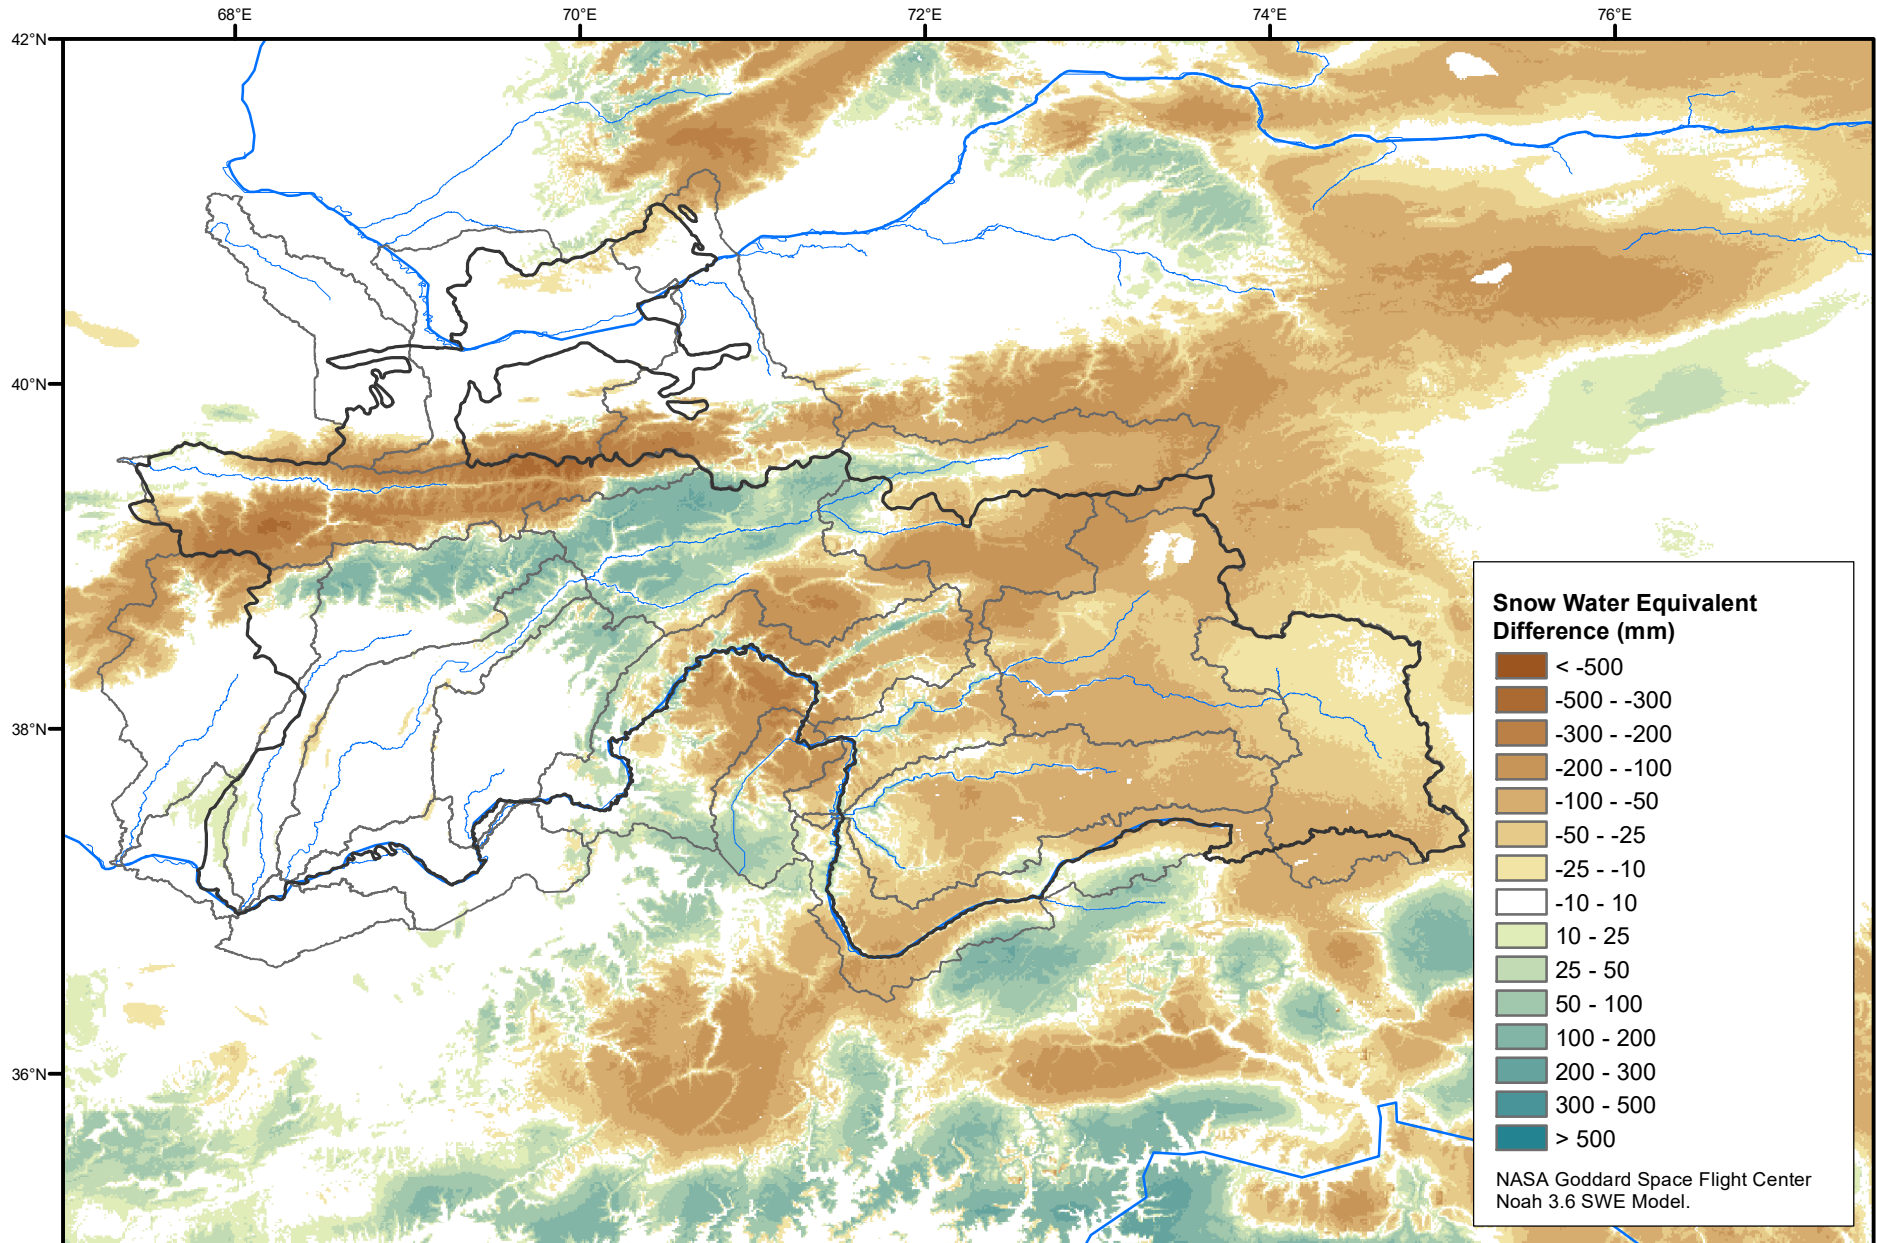 68°E 70°E 72°E 74°E 76°E
42°N
40°N
38°N
36°N
Snow Water Equivalent
Difference (mm)
< -500
-500 - -300
-300 - -200
-200 - -100
-100 - -50
-50 - -25
-25 - -10
-10 - 10
10 - 25
25 - 50
50 - 100
100 - 200
200 - 300
300 - 500
> 500
NASA Goddard Space Flight Center
Noah 3.6 SWE Model.